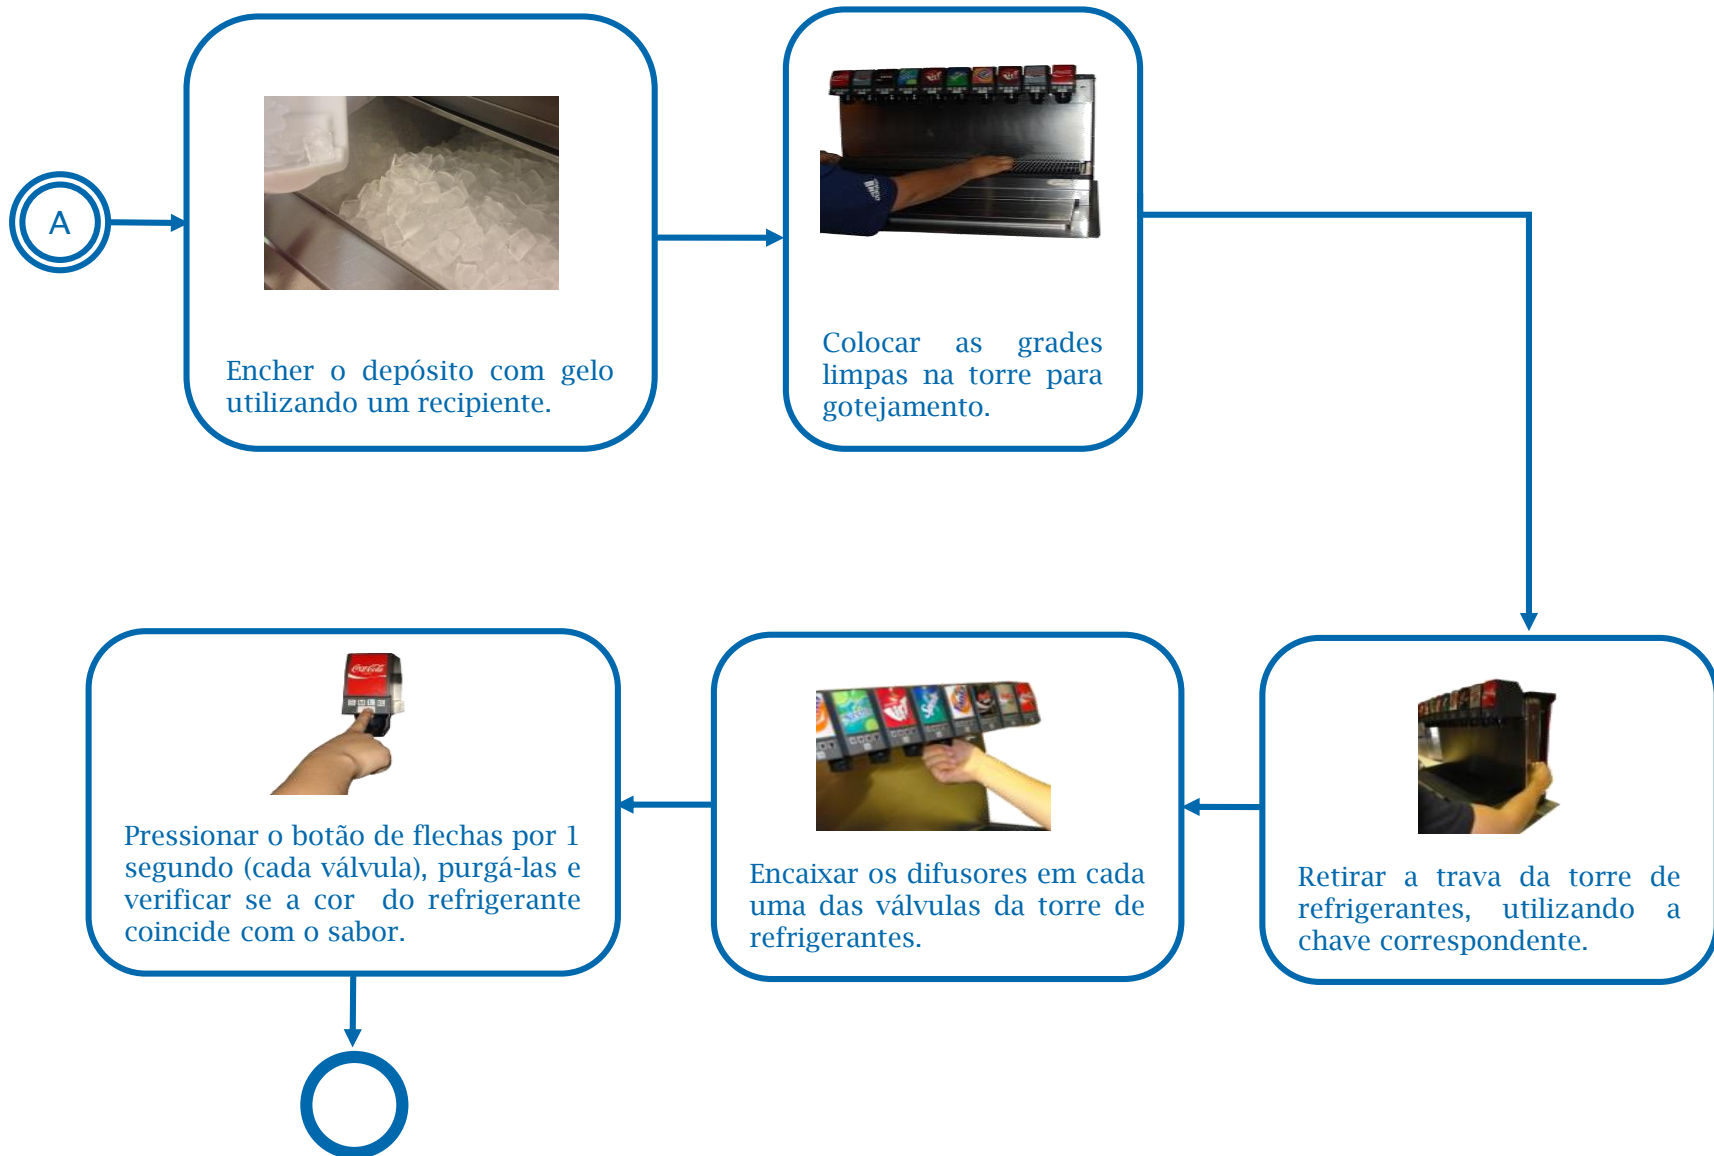 A
Encher o depósito com gelo
utilizando um recipiente.
Colocar as grades
limpas na torre para
gotejamento.
Retirar a trava da torre de
refrigerantes, utilizando a
chave correspondente.
Encaixar os difusores em cada
uma das válvulas da torre de
refrigerantes.
Coca-Cola
Pressionar o botão de flechas por 1
segundo (cada válvula), purgá-las e
verificar se a cor do refrigerante
coincide com o sabor.